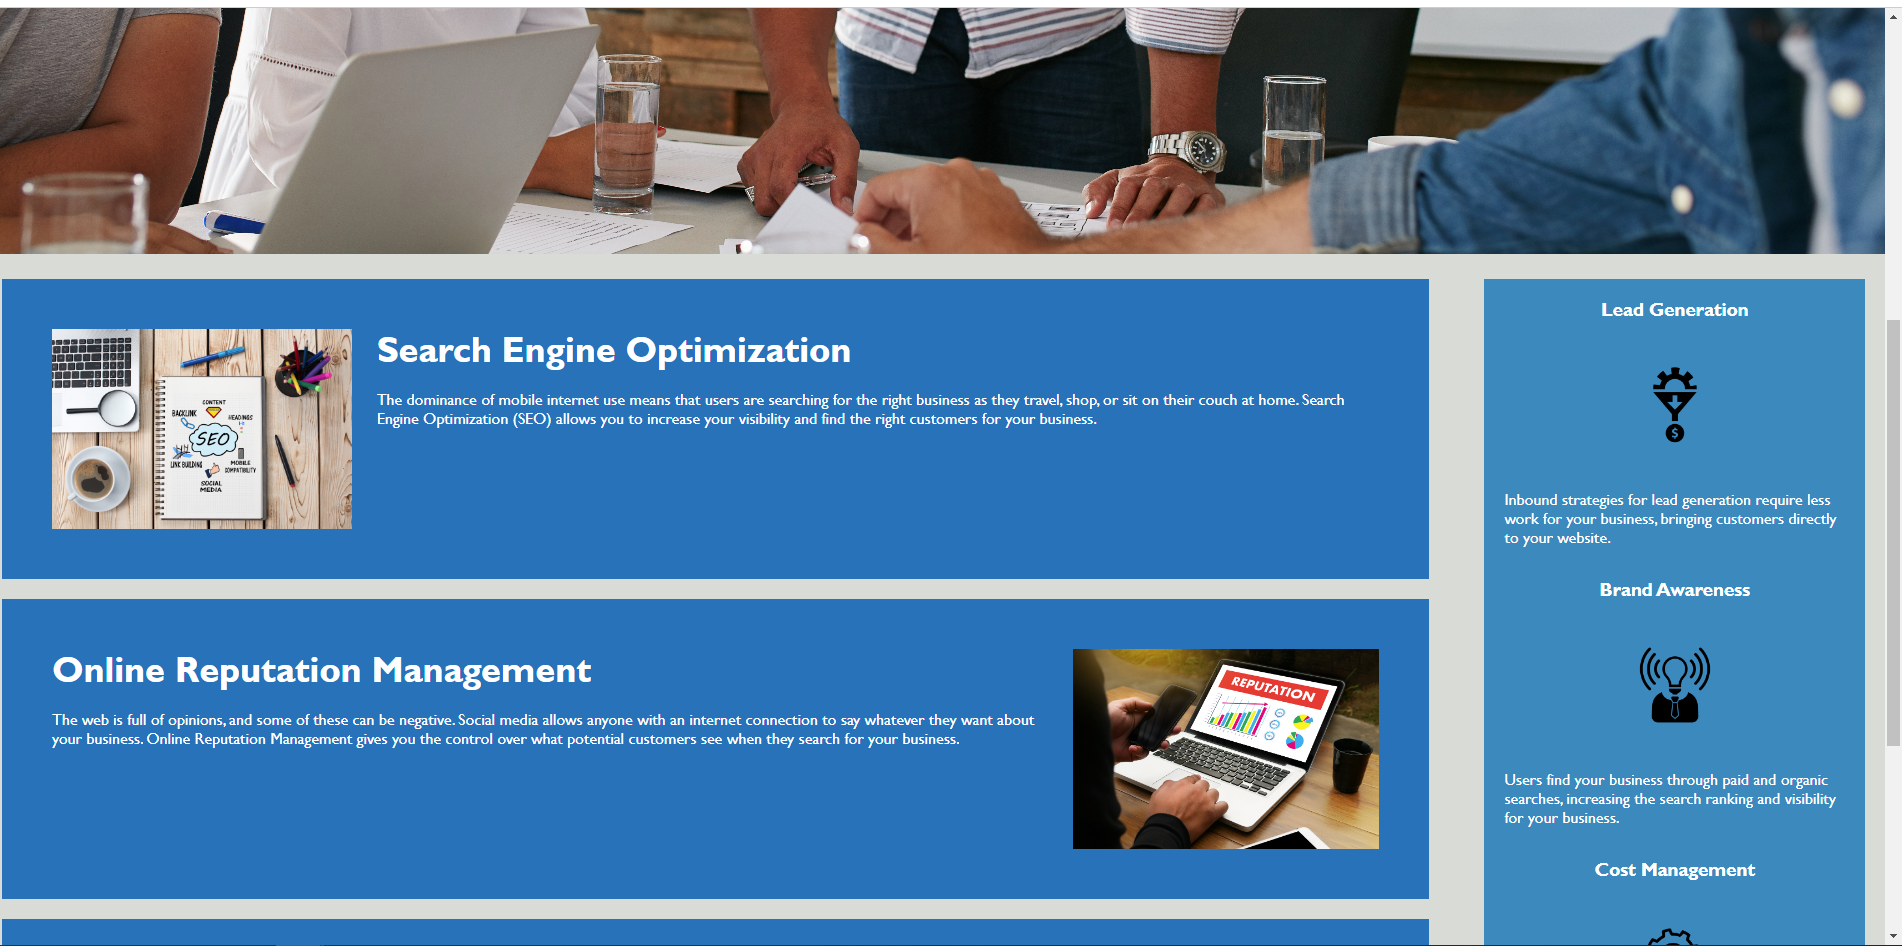 Search Engine Optimization
The dominance of mobile internet use means that users are searching for the right business as they travel, shop, or sit on their couch at home. Search
Engine Optimization (SEO) allows you to increase your visibility and find the right customers for your business.
CONTENT
BACKLINK
HEADINGS
SEO
LINK BUILDING
MOBILE
COMPATIBILITY
SOCIAL
MEDIA
Online Reputation Management
The web is full of opinions, and some of these can be negative. Social media allows anyone with an internet connection to say whatever they want about
your business. Online Reputation Management gives you the control over what potential customers see when they search for your business.
REPUTATION
Lead Generation
$
Inbound strategies for lead generation require less
work for your business, bringing customers directly
to your website.
Brand Awareness
Users find your business through paid and organic
searches, increasing the search ranking and visibility
for your business.
Cost Management